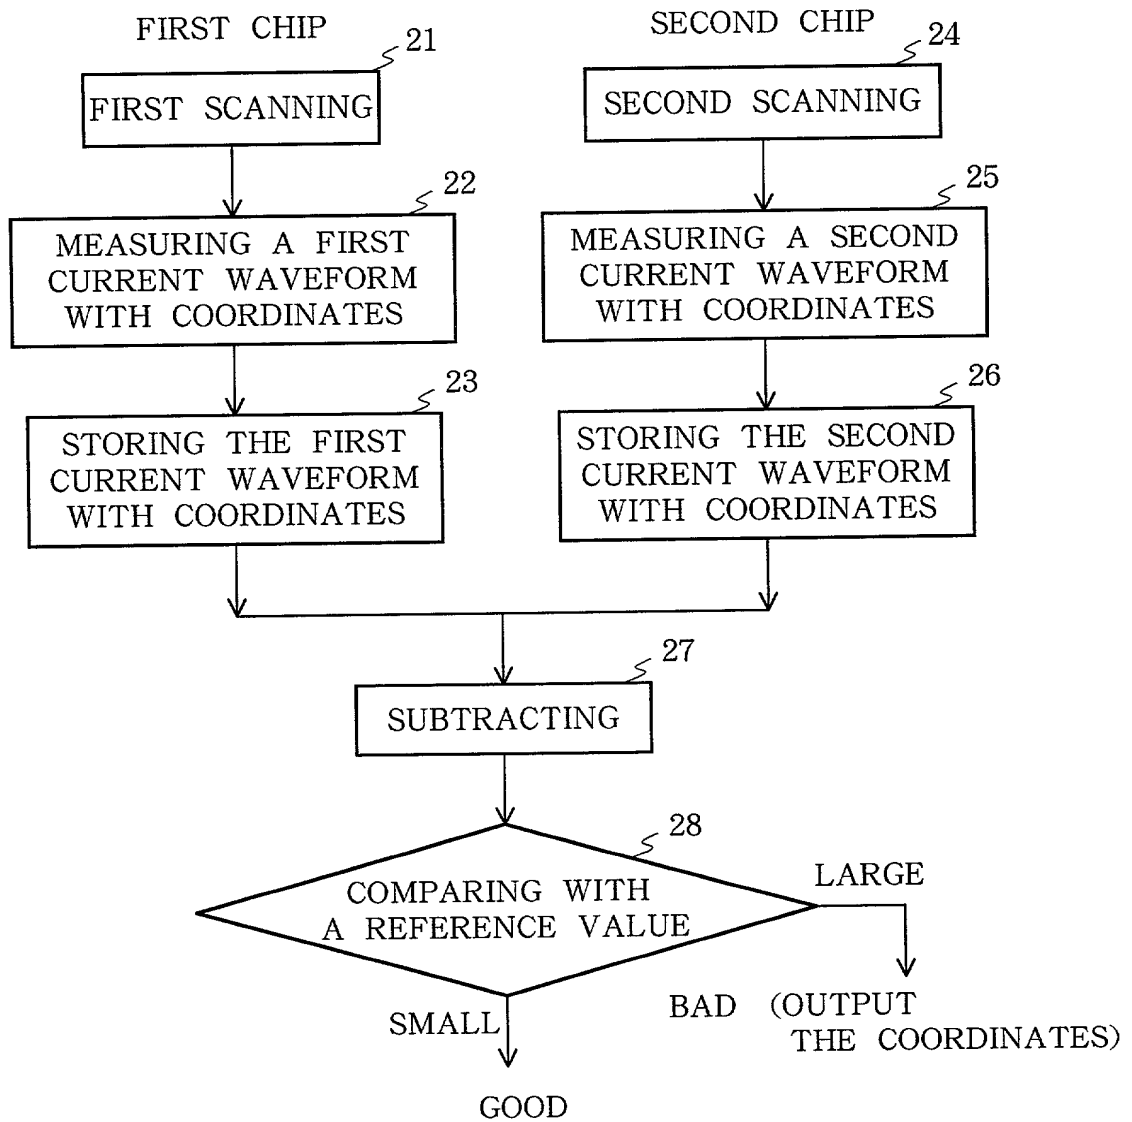 FIRST CHIP
21
FIRST SCANNING
22
MEASURING A FIRST
CURRENT WAVEFORM
WITH COORDINATES
23
STORING THE FIRST
CURRENT WAVEFORM
WITH COORDINATES
SECOND CHIP
24
SECOND SCANNING
25
MEASURING A SECOND
CURRENT WAVEFORM
WITH COORDINATES
26
STORING THE SECOND
CURRENT WAVEFORM
WITH COORDINATES
27
SUBTRACTING
28
COMPARING WITH
A REFERENCE VALUE
LARGE
BAD (OUTPUT
THE COORDINATES)
SMALL
GOOD